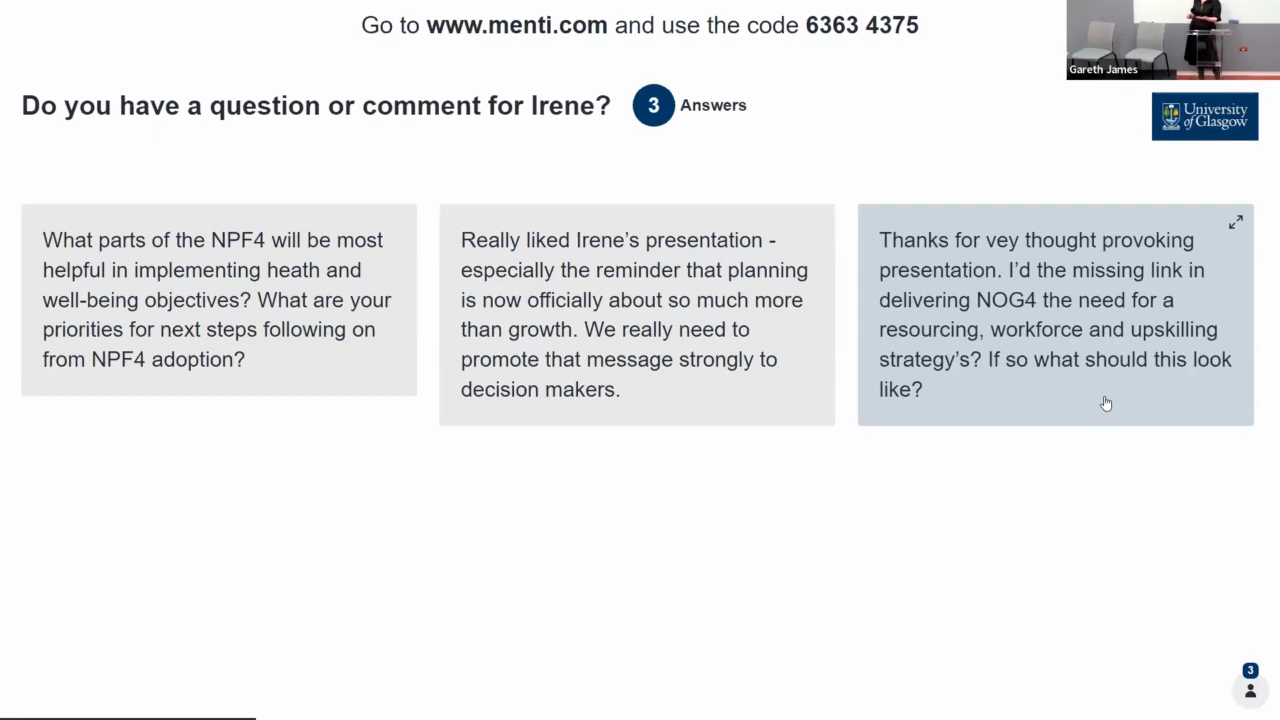 Go to www.menti.com and use the code 6363 4375
Gareth James
Do you have a question or comment for Irene?
3
Answers
University
of Glasgow
What parts of the NPF4 will be most
helpful in implementing heath and
well-being objectives? What are your
priorities for next steps following on
from NPF4 adoption?
Really liked Irene’s presentation -
especially the reminder that planning
is now officially about so much more
than growth. We really need to
promote that message strongly to
decision makers.
Thanks for vey thought provoking
presentation. I’d the missing link in
delivering NOG4 the need for a
resourcing, workforce and upskilling
strategy’s? If so what should this look
like?
3